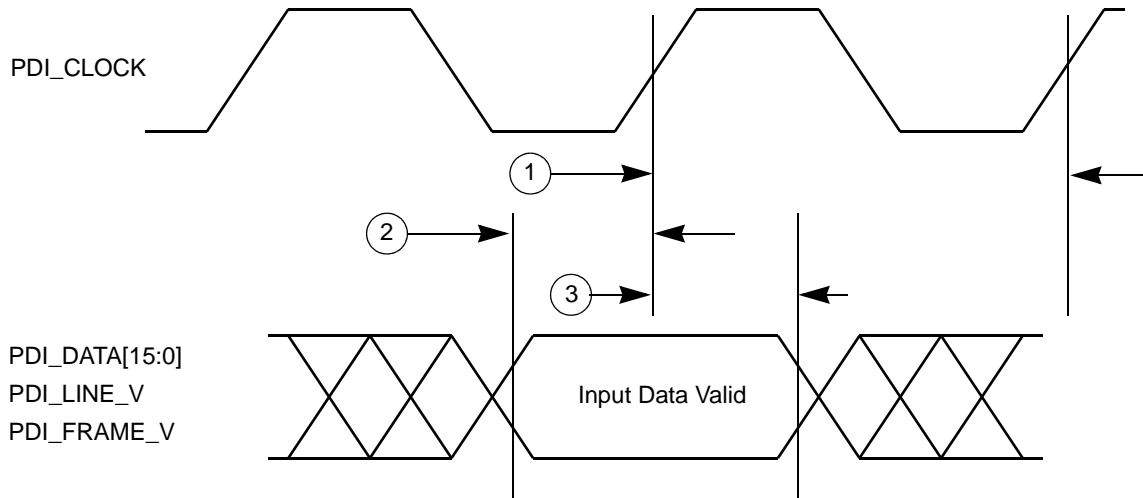 PDI_CLOCK
1
2
3
PDI_DATA[15:0]
PDI_LINE_V
Input Data Valid
PDI_FRAME_V